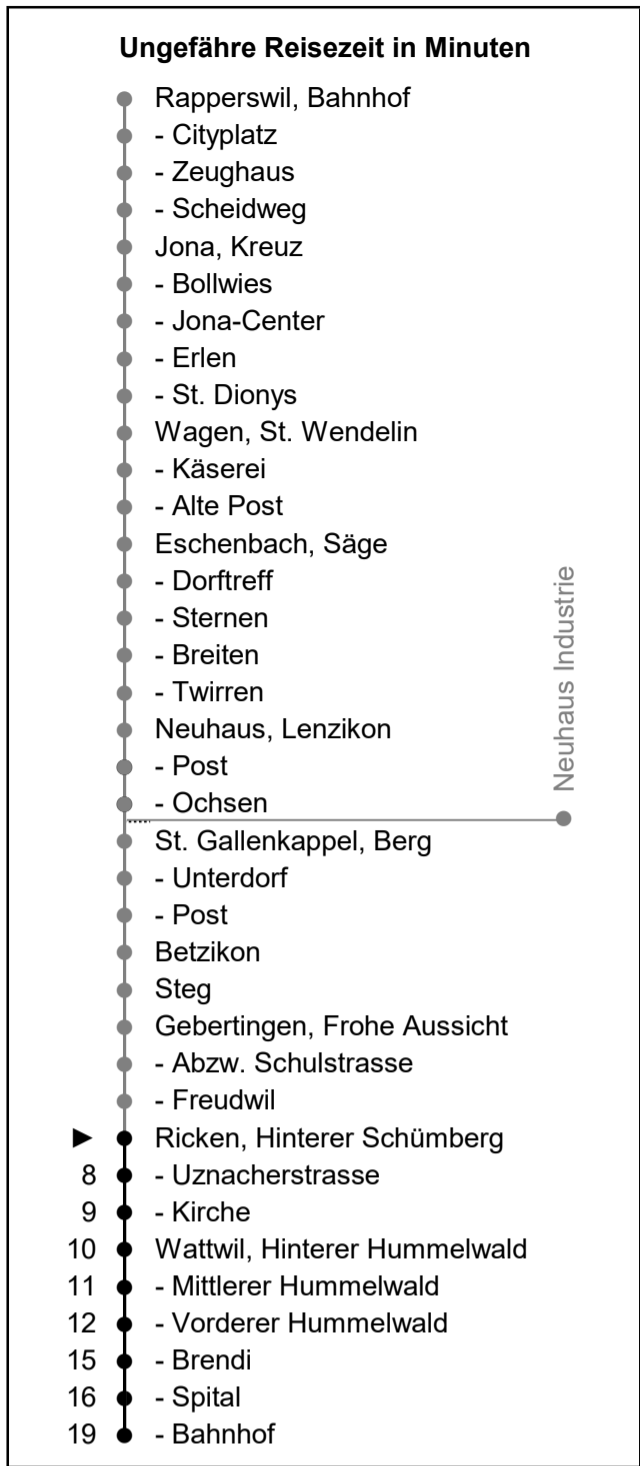 Ungefähre Reisezeit in Minuten
Rapperswil, Bahnhof
- Cityplatz
- Zeughaus
- Scheidweg
Jona, Kreuz
- Bollwies
- Jona-Center
- Erlen
- St. Dionys
Wagen, St. Wendelin
- Käserei
- Alte Post
Eschenbach, Säge
- Dorftreff
- Sternen
- Breiten
- Twirren
Neuhaus, Lenzikon
- Post
- Ochsen
Neuhaus Industrie
St. Gallenkappel, Berg
- Unterdorf
- Post
Betzikon
Steg
Gebertingen, Frohe Aussicht
- Abzw. Schulstrasse
- Freudwil
► Ricken, Hinterer Schümberg
8 - Uznacherstrasse
9 - Kirche
10 Wattwil, Hinterer Hummelwald
11 - Mittlerer Hummelwald
12 - Vorderer Hummelwald
15 - Brendi
16 - Spital
19 - Bahnhof